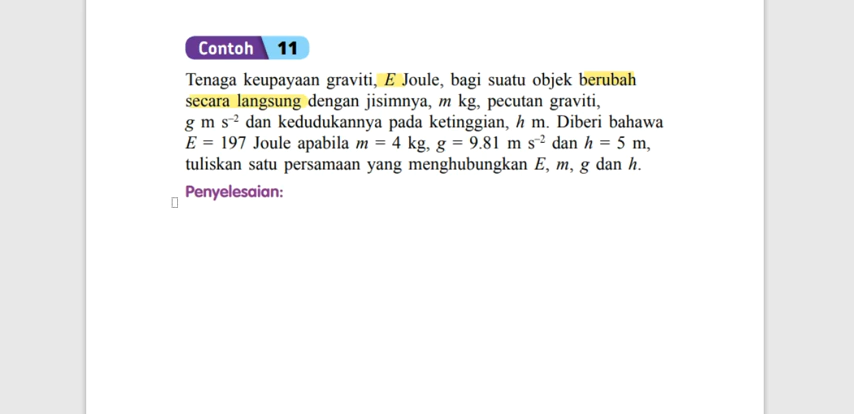 Contoh 11
Tenaga keupayaan graviti, E Joule, bagi suatu objek berubah
secara langsung dengan jisimnya, m kg, pecutan graviti,
g m s⁻² dan kedudukannya pada ketinggian, h m. Diberi bahawa
E = 197 Joule apabila m = 4 kg, g = 9.81 m s⁻² dan h = 5 m,
tuliskan satu persamaan yang menghubungkan E, m, g dan h.
Penyelesaian: